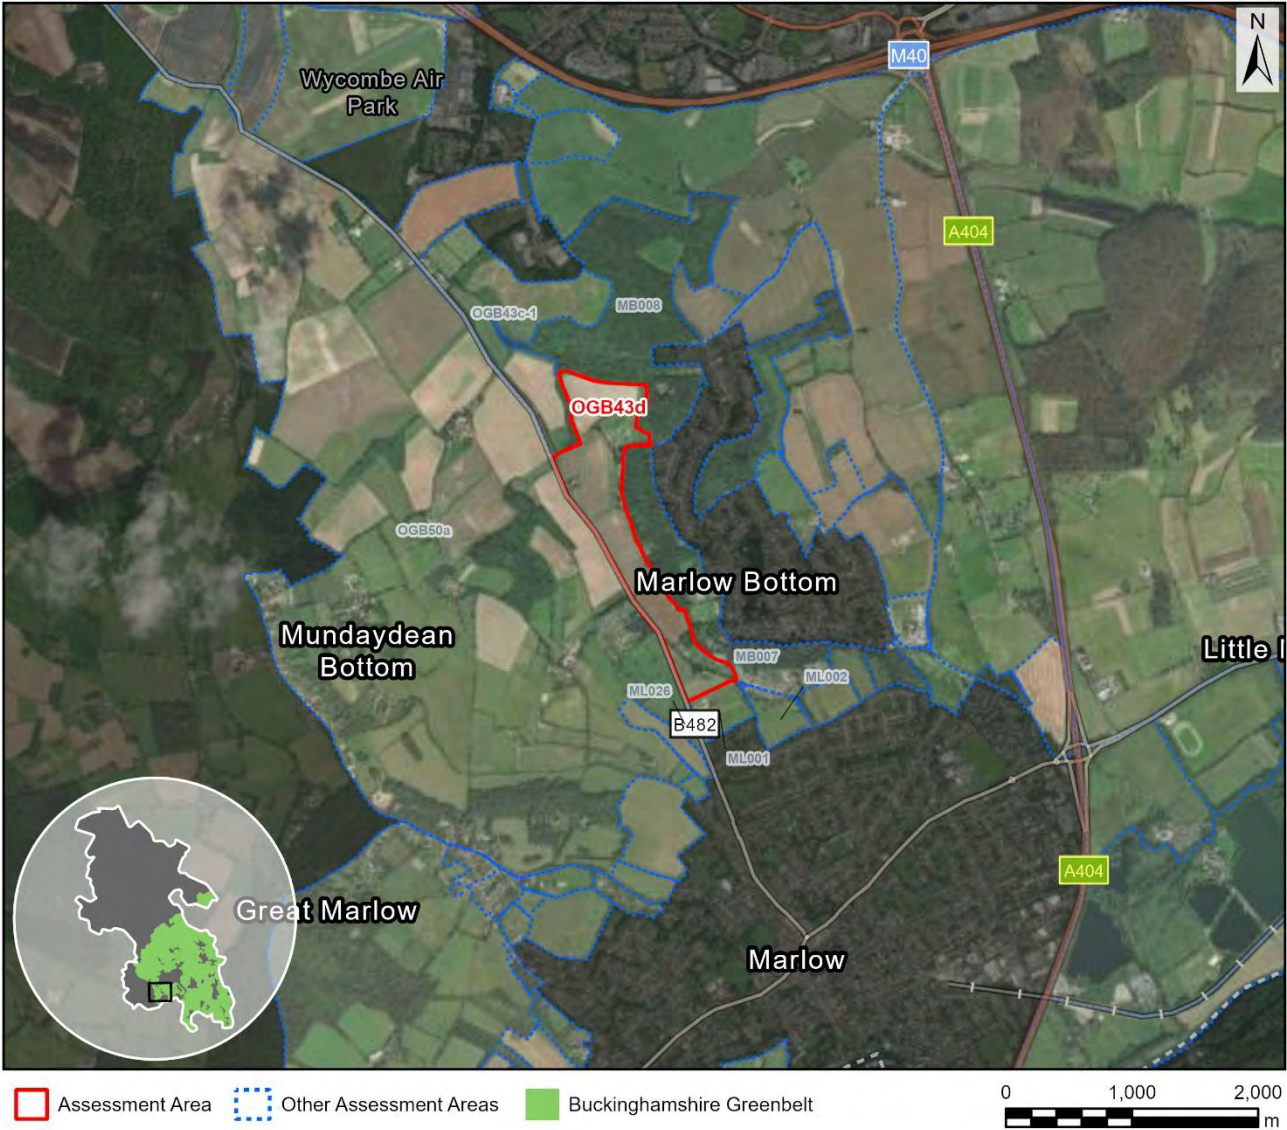 N
M40
Wycombe Air
Park
A404
MB008
OGB43c-1
OGB43d
OGB50a
Marlow Bottom
Mundaydean
Bottom
Little
MB007
ML002
ML026
B482
ML001
A404
Great Marlow
Marlow
Assessment Area
Other Assessment Areas
Buckinghamshire Greenbelt
0 1,000 2,000
m